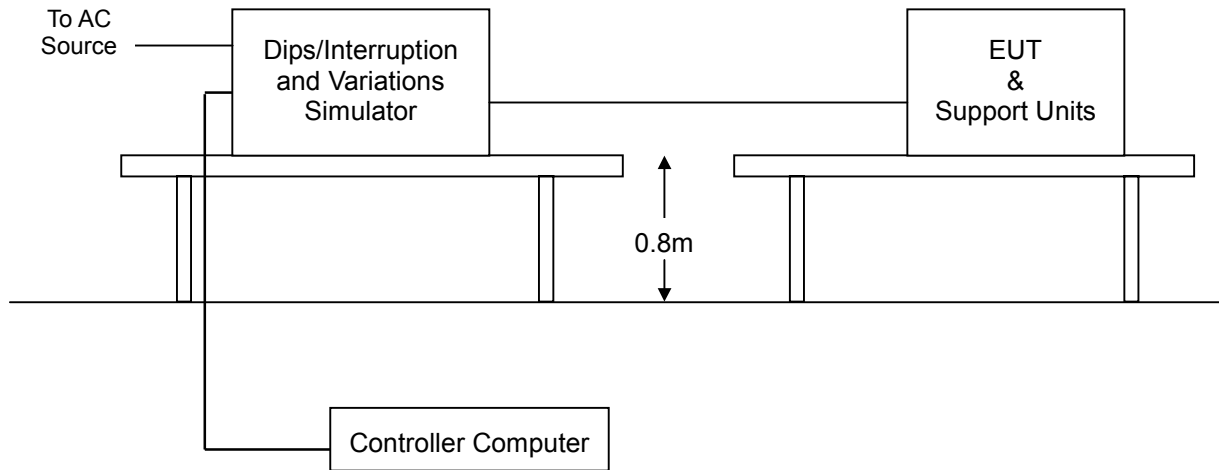 To AC
Source
Dips/Interruption
and Variations
Simulator
EUT
&
Support Units
0.8m
Controller Computer